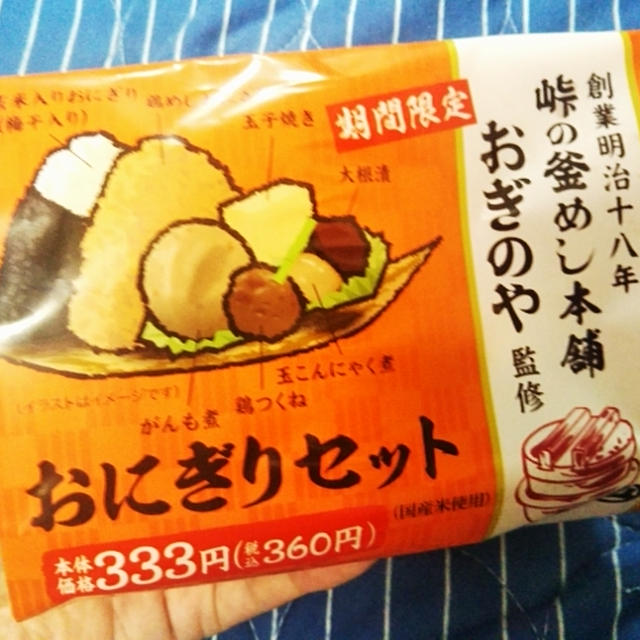 米入りおにぎり
(梅干入り)
鶏めし
玉子焼き
期間限定
大根漬
玉こんにゃく煮
鶏つくね
がんも煮
(イラストはイメージです)
おにぎりセット
(国産米使用)
本体価格333円(税込360円)
創業明治十八年
峠の釜めし本舗
おぎのや
監修